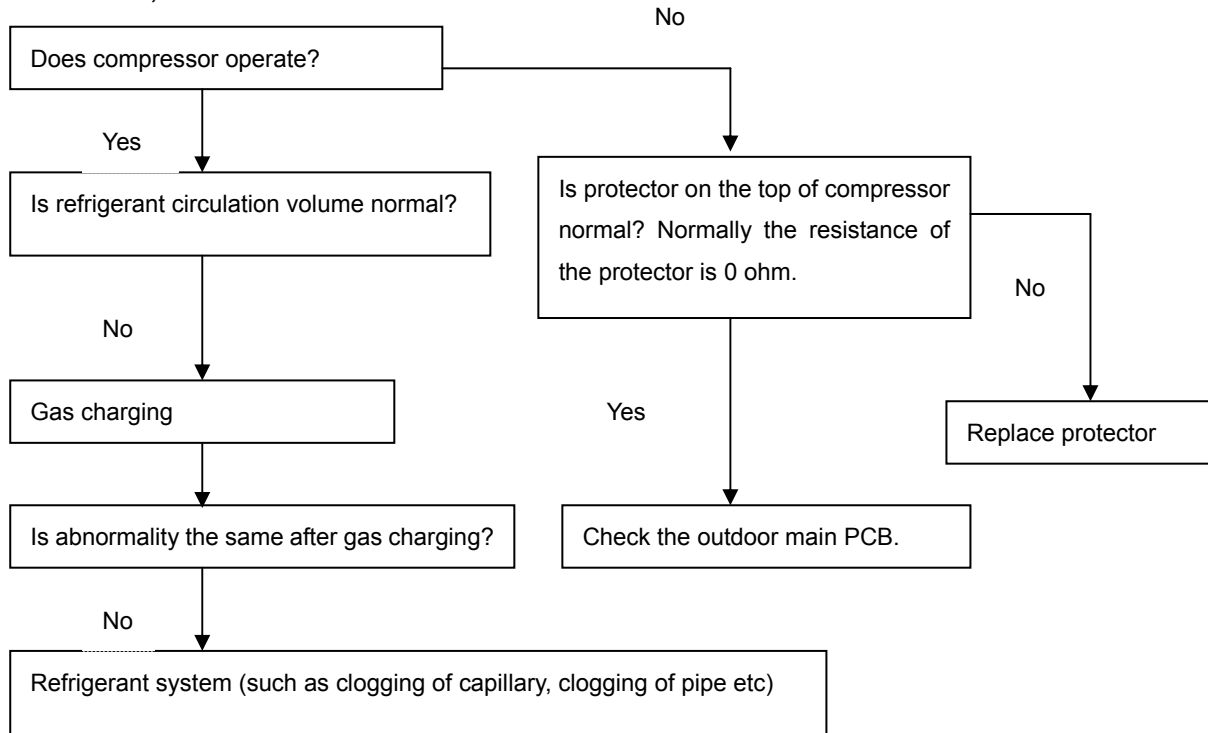 No
Does compressor operate?
Yes
Is refrigerant circulation volume normal?
Is protector on the top of compressor
normal? Normally the resistance of
the protector is 0 ohm.
No
No
Gas charging
Yes
Replace protector
Is abnormality the same after gas charging?
Check the outdoor main PCB.
No
Refrigerant system (such as clogging of capillary, clogging of pipe etc)